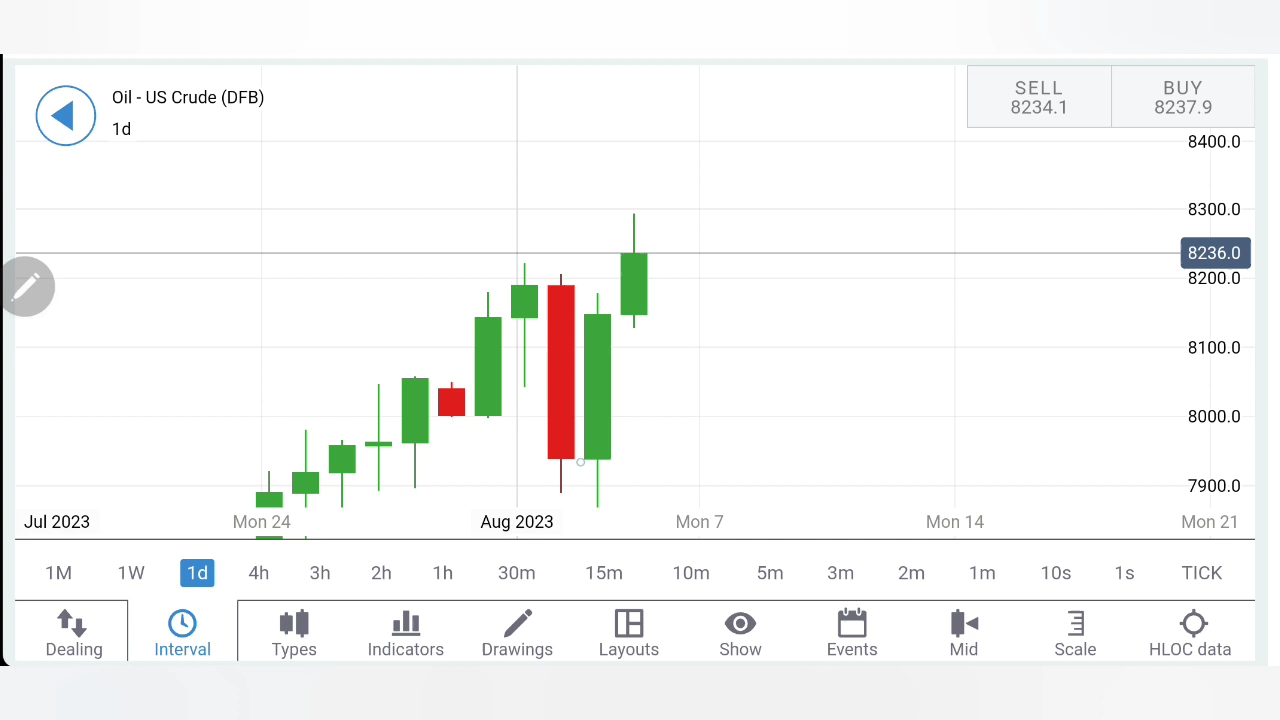 Oil - US Crude (DFB)
1d
SELL
8234.1
BUY
8237.9
8400.0
8300.0
8236.0
8200.0
8100.0
8000.0
7900.0
Jul 2023
Mon 24
Aug 2023
Mon 7
Mon 14
Mon 21
1M 1W 1d 4h 3h 2h 1h 30m 15m 10m 5m 3m 2m 1m 10s 1s TICK
Dealing Interval Types Indicators Drawings Layouts Show Events Mid Scale HLOC data